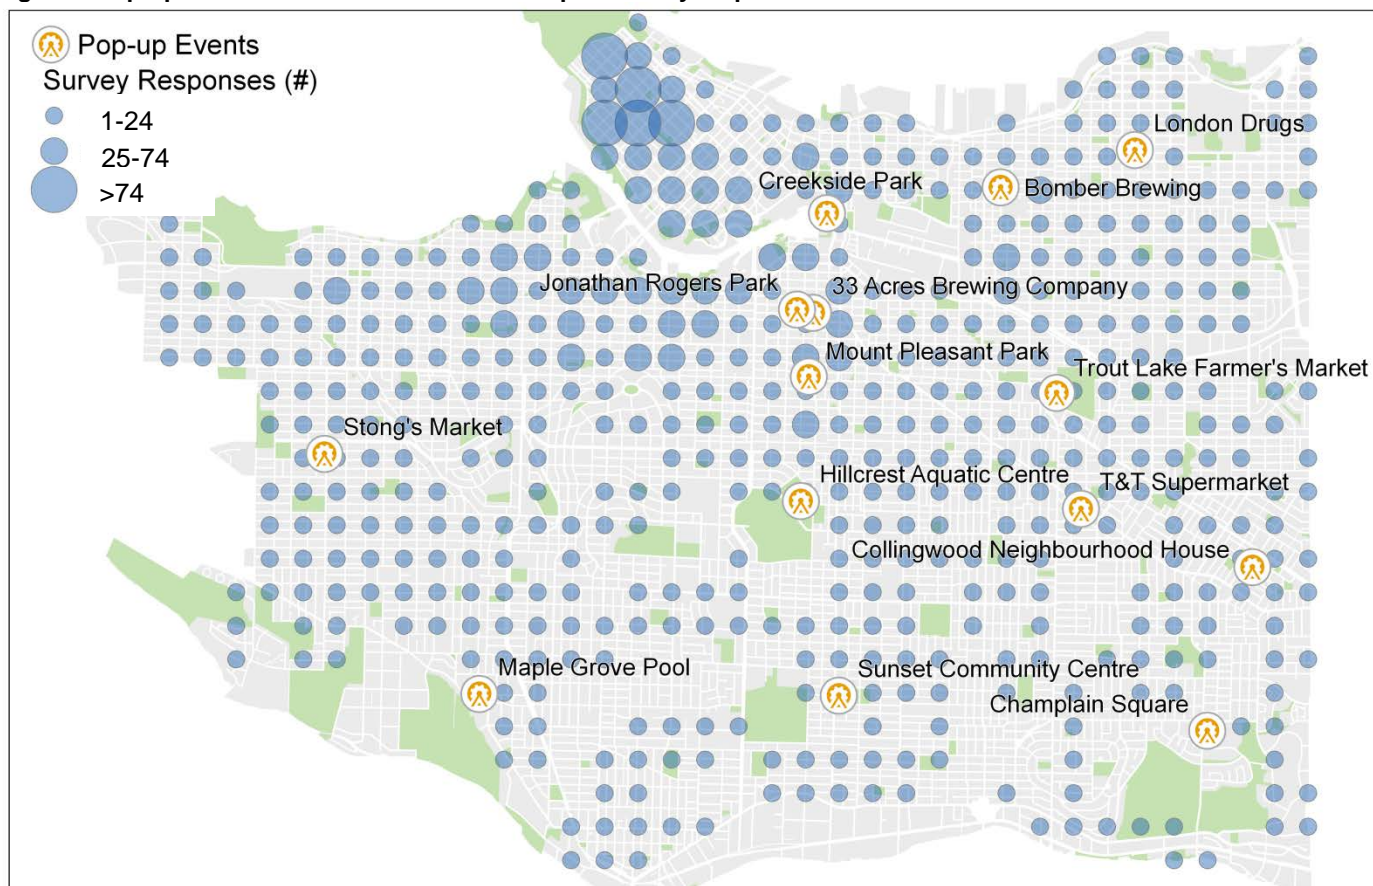 Pop-up Events
Survey Responses (#)
1-24
25-74
>74
London Drugs
Creekside Park
Bomber Brewing
Jonathan Rogers Park
33 Acres Brewing Company
Mount Pleasant Park
Trout Lake Farmer's Market
Stong's Market
Hillcrest Aquatic Centre
T&T Supermarket
Collingwood Neighbourhood House
Maple Grove Pool
Sunset Community Centre
Champlain Square